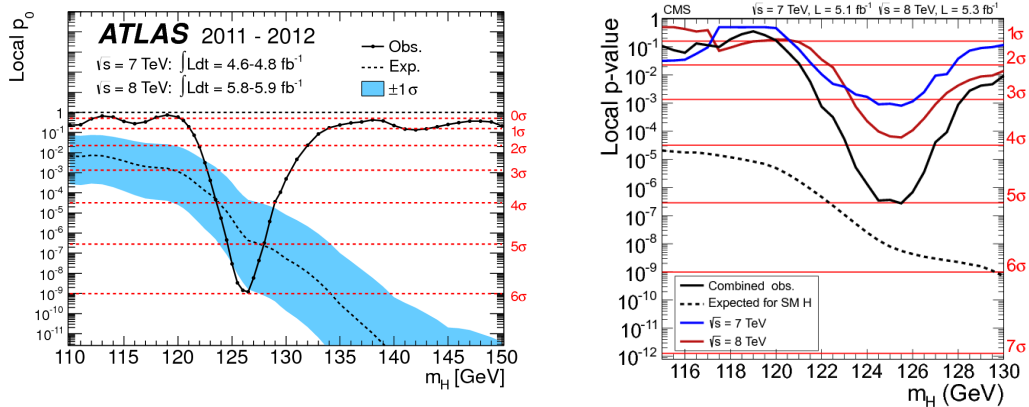 ATLAS 2011 - 2012
√s = 7 TeV: ∫Ldt = 4.6-4.8 fb⁻¹
√s = 8 TeV: ∫Ldt = 5.8-5.9 fb⁻¹
Obs.
Exp.
±1σ
Local p₀
1
10⁻¹
10⁻²
10⁻³
10⁻⁴
10⁻⁵
10⁻⁶
10⁻⁷
10⁻⁸
10⁻⁹
10⁻¹⁰
10⁻¹¹
0σ
1σ
2σ
3σ
4σ
5σ
6σ
110 115 120 125 130 135 140 145 150
m_H [GeV]
CMS √s = 7 TeV, L = 5.1 fb⁻¹ √s = 8 TeV, L = 5.3 fb⁻¹
Local p-value
1
10⁻¹
10⁻²
10⁻³
10⁻⁴
10⁻⁵
10⁻⁶
10⁻⁷
10⁻⁸
10⁻⁹
10⁻¹⁰
10⁻¹¹
10⁻¹²
1σ
2σ
3σ
4σ
5σ
6σ
7σ
Combined obs.
Expected for SM H
√s = 7 TeV
√s = 8 TeV
116 118 120 122 124 126 128 130
m_H (GeV)